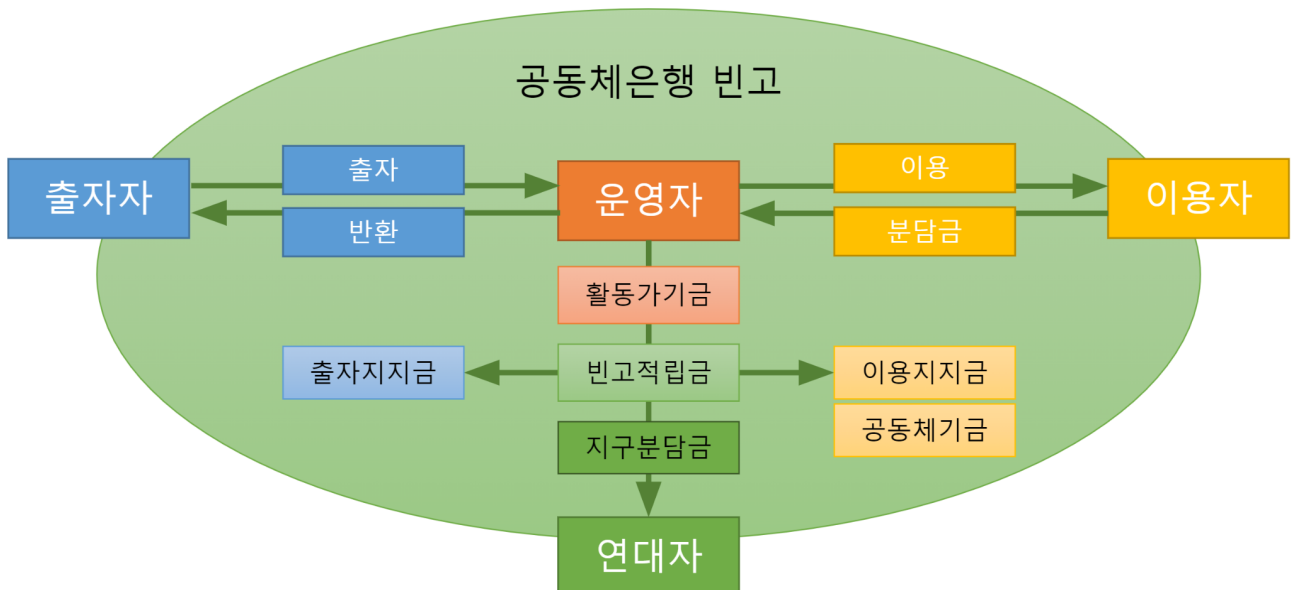 공동체은행 빈고
출자자
출자
반환
운영자
이용
분담금
이용자
활동가기금
출자지지금
빈고적립금
이용지지금
공동체기금
지구분담금
연대자